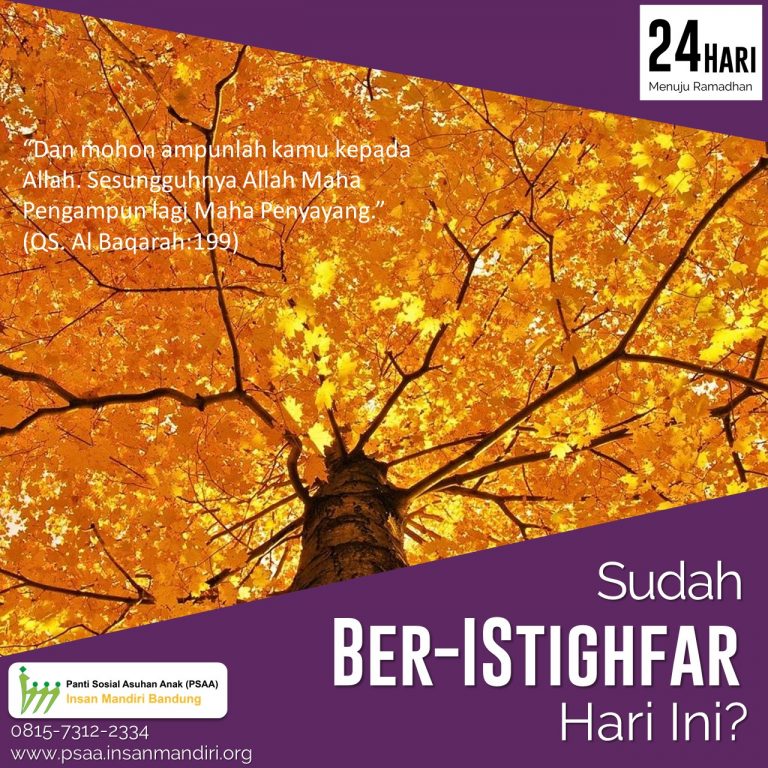 24 HARI
Menuju Ramadhan
“Dan mohon ampunlah kamu kepada
Allah. Sesungguhnya Allah Maha
Pengampun lagi Maha Penyayang.”
(QS. Al Baqarah:199)
Sudah
BER-ISTIGHFAR
Hari Ini?
Panti Sosial Asuhan Anak (PSAA)
Insan Mandiri Bandung
0815-7312-2334
www.psaa.insanmandiri.org